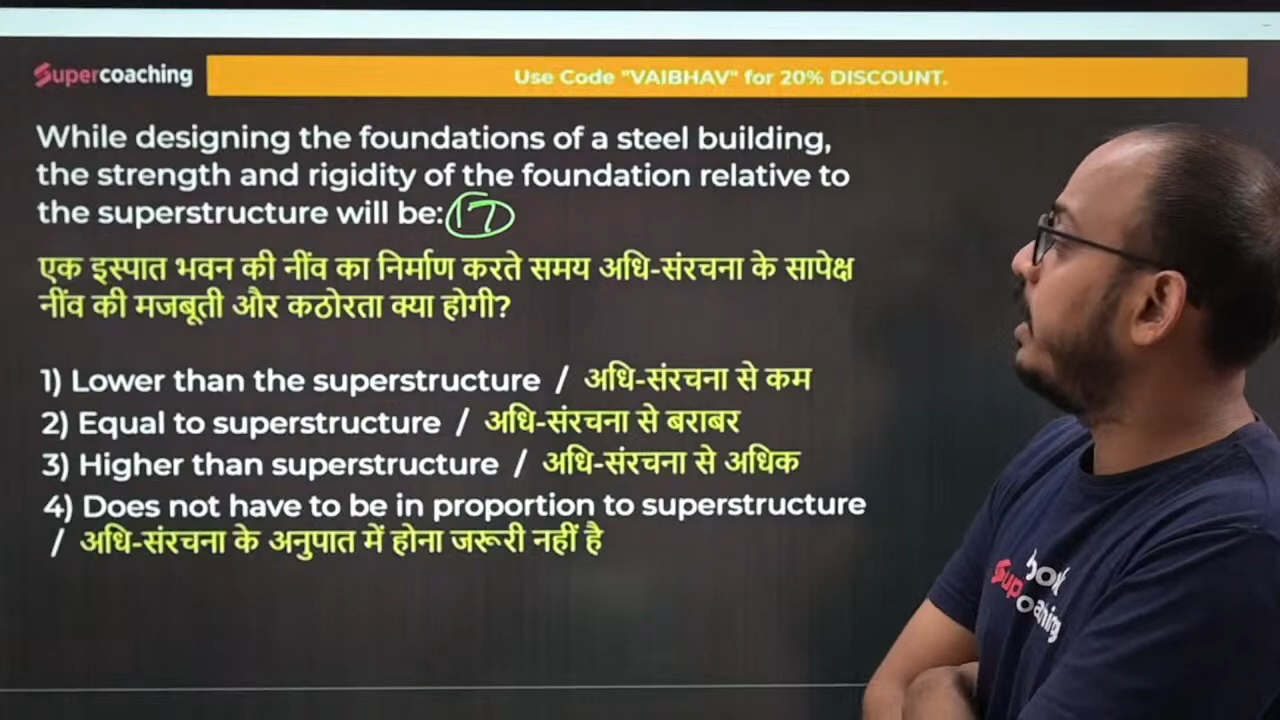 Supercoaching
Use Code "VAIBHAV" for 20% DISCOUNT.
While designing the foundations of a steel building,
the strength and rigidity of the foundation relative to
the superstructure will be: 17
एक इस्पात भवन की नींव का निर्माण करते समय अधि-संरचना के सापेक्ष
नींव की मजबूती और कठोरता क्या होगी?
1) Lower than the superstructure / अधि-संरचना से कम
2) Equal to superstructure / अधि-संरचना से बराबर
3) Higher than superstructure / अधि-संरचना से अधिक
4) Does not have to be in proportion to superstructure
/ अधि-संरचना के अनुपात में होना जरूरी नहीं है